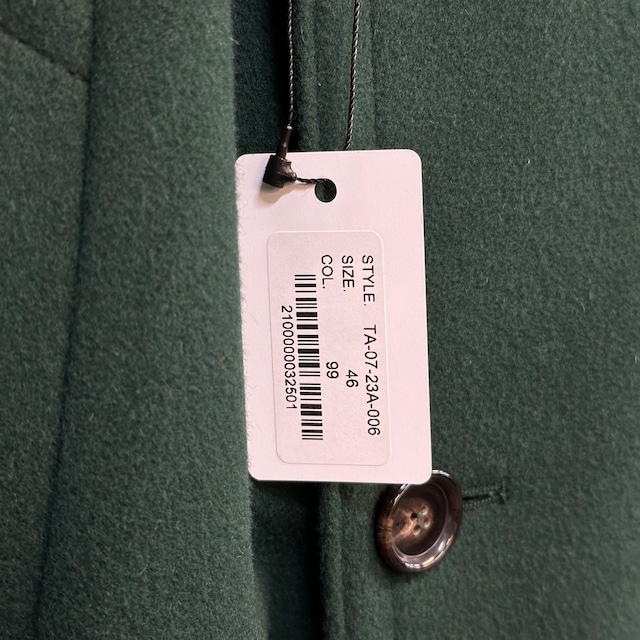 STYLE. TA-07-23A-006
SIZE. 46
COL. 99
2100000032501